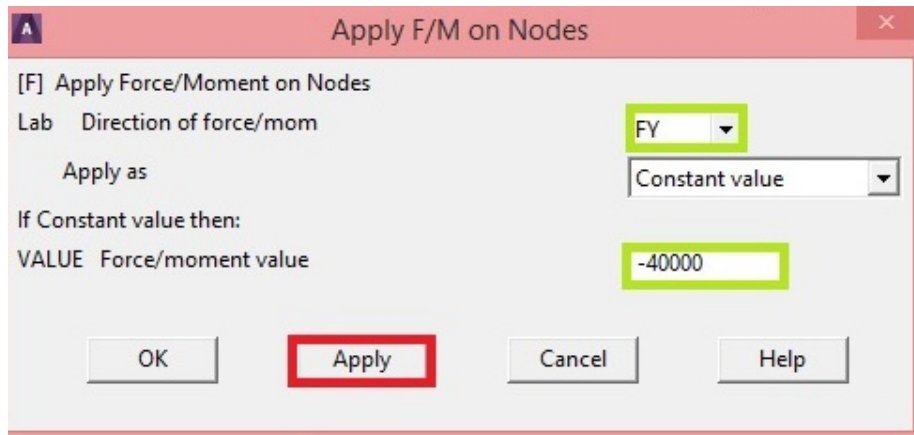 A
Apply F/M on Nodes
[F] Apply Force/Moment on Nodes
Lab Direction of force/mom FY
Apply as Constant value
If Constant value then:
VALUE Force/moment value -40000
OK Apply Cancel Help